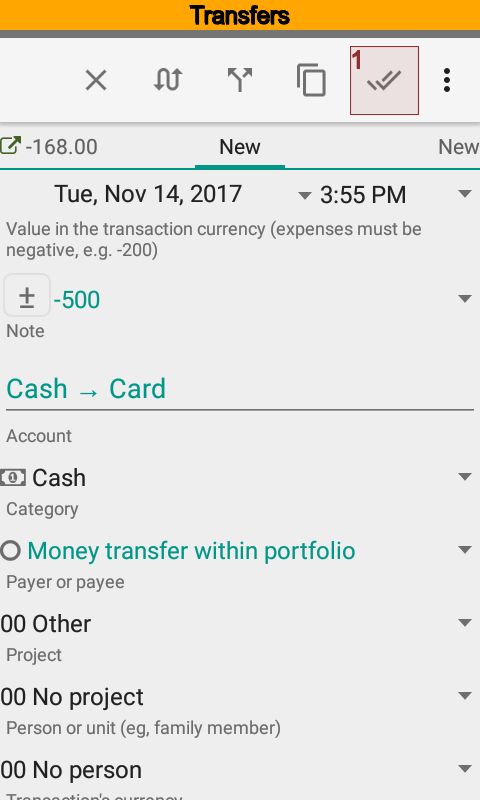 Transfers
1
-168.00
New
New
Tue, Nov 14, 2017
3:55 PM
Value in the transaction currency (expenses must be
negative, e.g. -200)
± -500
Note
Cash → Card
Account
Cash
Category
Money transfer within portfolio
Payer or payee
00 Other
Project
00 No project
Person or unit (eg, family member)
00 No person
Transaction's currency